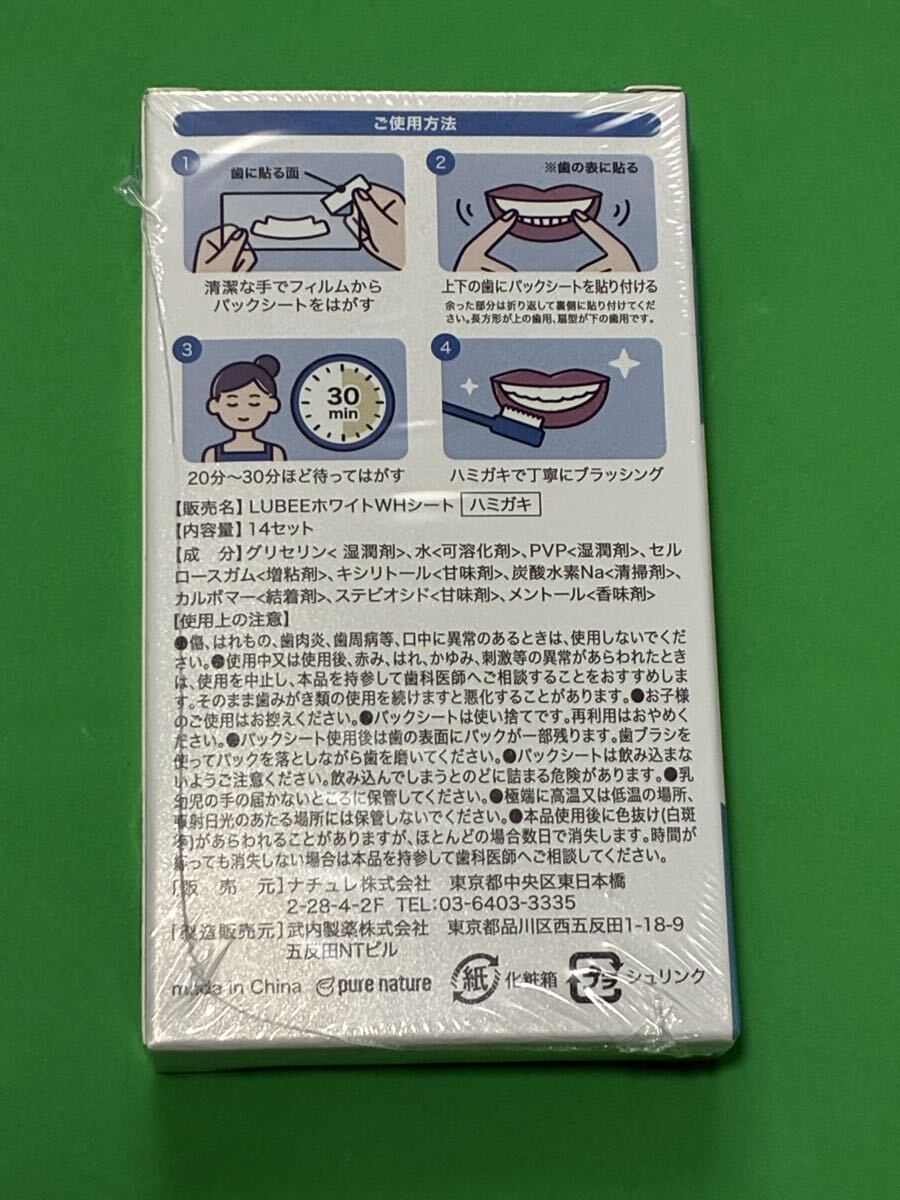 ご使用方法
1
歯に貼る面
清潔な手でフィルムから
パックシートをはがす
2
※歯の表に貼る
上下の歯にパックシートを貼り付ける
余った部分は折り返して裏側に貼り付けてくだ
さい。長方形が上の歯用、扇型が下の歯用です。
3
30
min
20分〜30分ほど待ってはがす
4
ハミガキで丁寧にブラッシング
【販売名】LUBEEホワイトWHシート ハミガキ
【内容量】14セット
【成 分】グリセリン< 湿潤剤>、水<可溶化剤>、PVP<湿潤剤>、セル
ロースガム<増粘剤>、キシリトール<甘味剤>、炭酸水素Na<清掃剤>、
カルボマー<結着剤>、ステビオシド<甘味剤>、メントール<香味剤>
【使用上の注意】
●傷、はれもの、歯肉炎、歯周病等、口中に異常のあるときは、使用しないでくだ
さい。●使用中又は使用後、赤み、はれ、かゆみ、刺激等の異常があらわれたとき
は、使用を中止し、本品を持参して歯科医師へご相談することをおすすめしま
す。そのまま歯みがき類の使用を続けますと悪化することがあります。●お子様
のご使用はお控えください。●パックシートは使い捨てです。再利用はおやめく
ださい。●パックシート使用後は歯の表面にパックが一部残ります。歯ブラシを
使ってパックを落としながら歯を磨いてください。●パックシートは飲み込まな
いようご注意ください。飲み込んでしまうとのどに詰まる危険があります。●乳
幼児の手の届かないところに保管してください。●極端に高温又は低温の場所、
直射日光のあたる場所には保管しないでください。●本品使用後に色抜け(白斑
等)があらわれることがありますが、ほとんどの場合数日で消失します。時間が
経っても消失しない場合は本品を持参して歯科医師へご相談してください。
[販 売 元]ナチュレ株式会社 東京都中央区東日本橋
2-28-4-2F TEL:03-6403-3335
[製造販売元]武内製薬株式会社 東京都品川区西五反田1-18-9
五反田NTビル
made in China pure nature 紙 化粧箱 プラ シュリンク